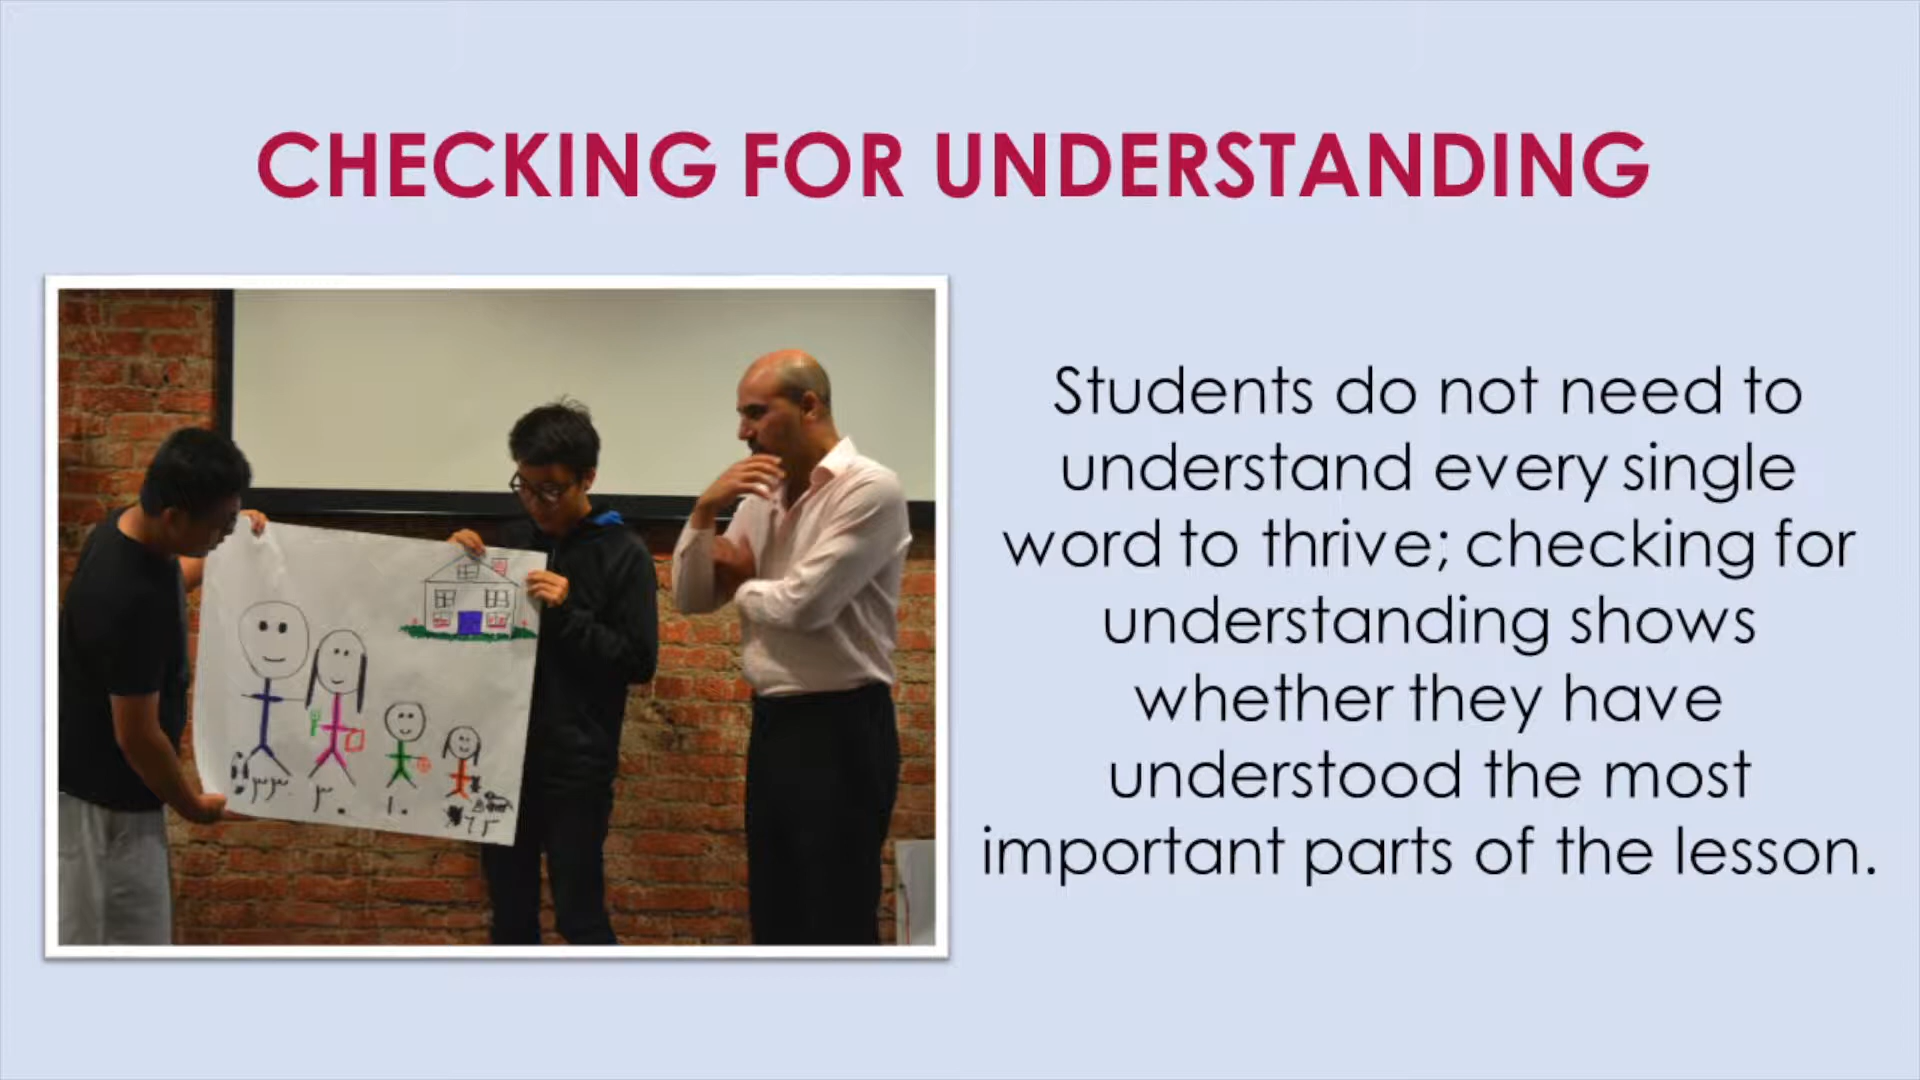 CHECKING FOR UNDERSTANDING
Students do not need to
understand every single
word to thrive; checking for
understanding shows
whether they have
understood the most
important parts of the lesson.